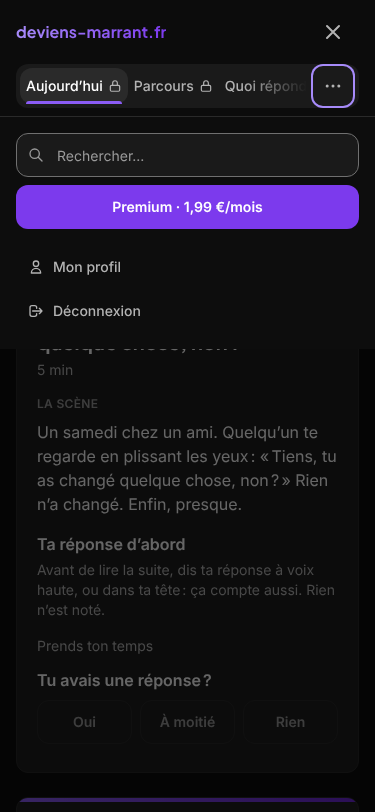 deviens-marrant.fr
Aujourd’hui Parcours Quoi répond
Rechercher…
Premium · 1,99 €/mois
Mon profil
Déconnexion
quelque chose, non ?
5 min
LA SCÈNE
Un samedi chez un ami. Quelqu’un te
regarde en plissant les yeux : « Tiens, tu
as changé quelque chose, non ? » Rien
n’a changé. Enfin, presque.
Ta réponse d’abord
Avant de lire la suite, dis ta réponse à voix
haute, ou dans ta tête : ça compte aussi. Rien
n’est noté.
Prends ton temps
Tu avais une réponse ?
Oui À moitié Rien